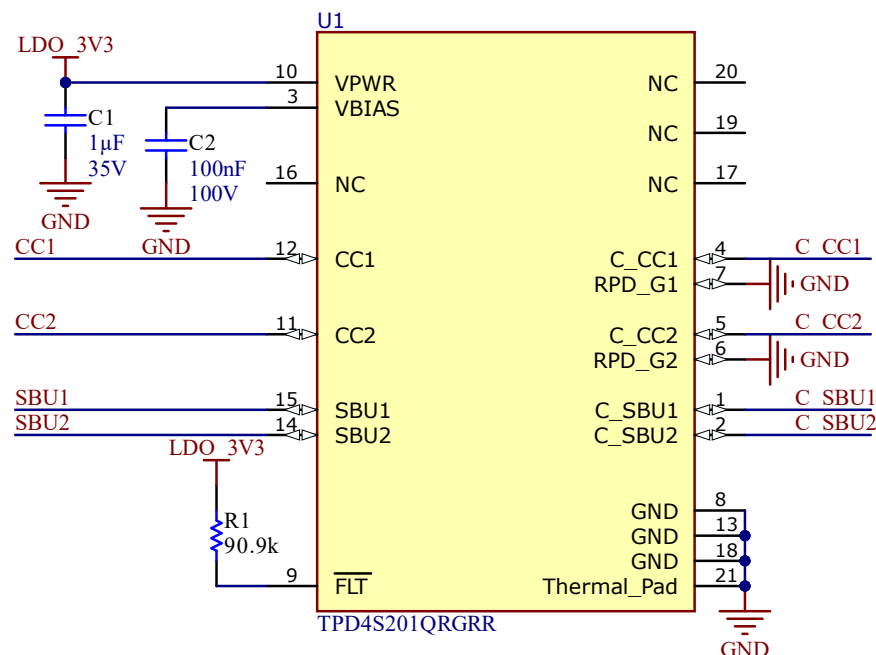 U1
LDO_3V3
10 VPWR NC 20
3 VBIAS
C1
1µF
35V
C2
100nF
100V
NC 19
16 NC NC 17
GND
GND
CC1 12 CC1 C_CC1 4 C_CC1
RPD_G1 7 GND
CC2 11 CC2 C_CC2 5 C_CC2
RPD_G2 6 GND
SBU1 15 SBU1 C_SBU1 1 C_SBU1
SBU2 14 SBU2 C_SBU2 2 C_SBU2
LDO_3V3
R1
90.9k
GND 8
GND 13
GND 18
9 FLT Thermal_Pad 21
TPD4S201QRGRR
GND